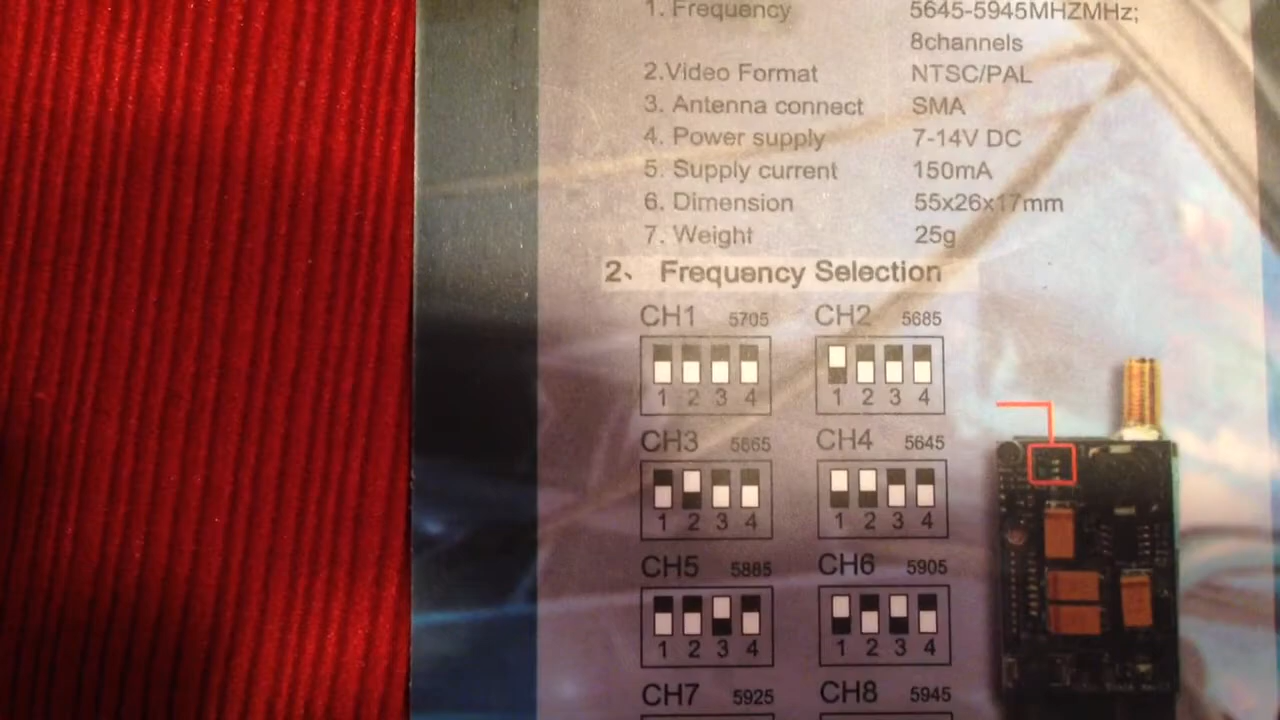 1. Frequency 5645-5945MHZMHz;
8channels
2.Video Format NTSC/PAL
3. Antenna connect SMA
4. Power supply 7-14V DC
5. Supply current 150mA
6. Dimension 55x26x17mm
7. Weight 25g
2、 Frequency Selection
CH1 5705 CH2 5685
1 2 3 4 1 2 3 4
CH3 5665 CH4 5645
1 2 3 4 1 2 3 4
CH5 5885 CH6 5905
1 2 3 4 1 2 3 4
CH7 5925 CH8 5945